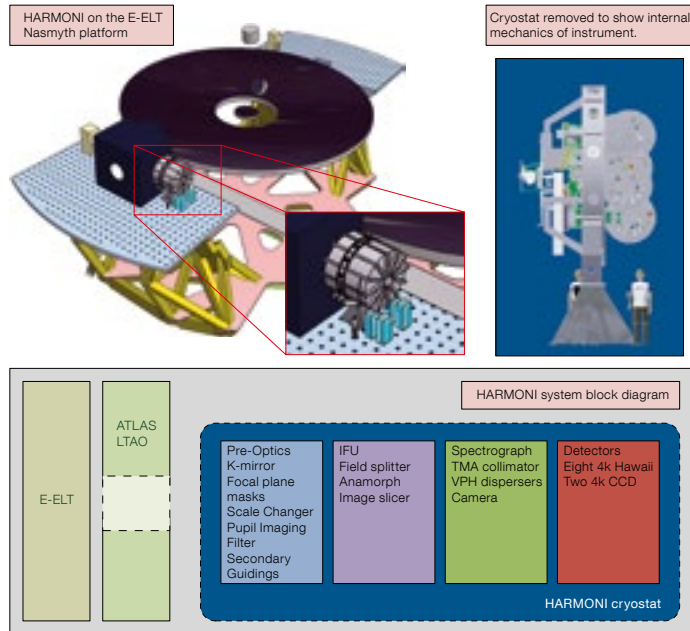 HARMONI on the E-ELT
Nasmyth platform
Cryostat removed to show internal
mechanics of instrument.
HARMONI system block diagram
E-ELT
ATLAS
LTAO
Pre-Optics
K-mirror
Focal plane
masks
Scale Changer
Pupil Imaging
Filter
Secondary
Guidings
IFU
Field splitter
Anamorph
Image slicer
Spectrograph
TMA collimator
VPH dispersers
Camera
Detectors
Eight 4k Hawaii
Two 4k CCD
HARMONI cryostat